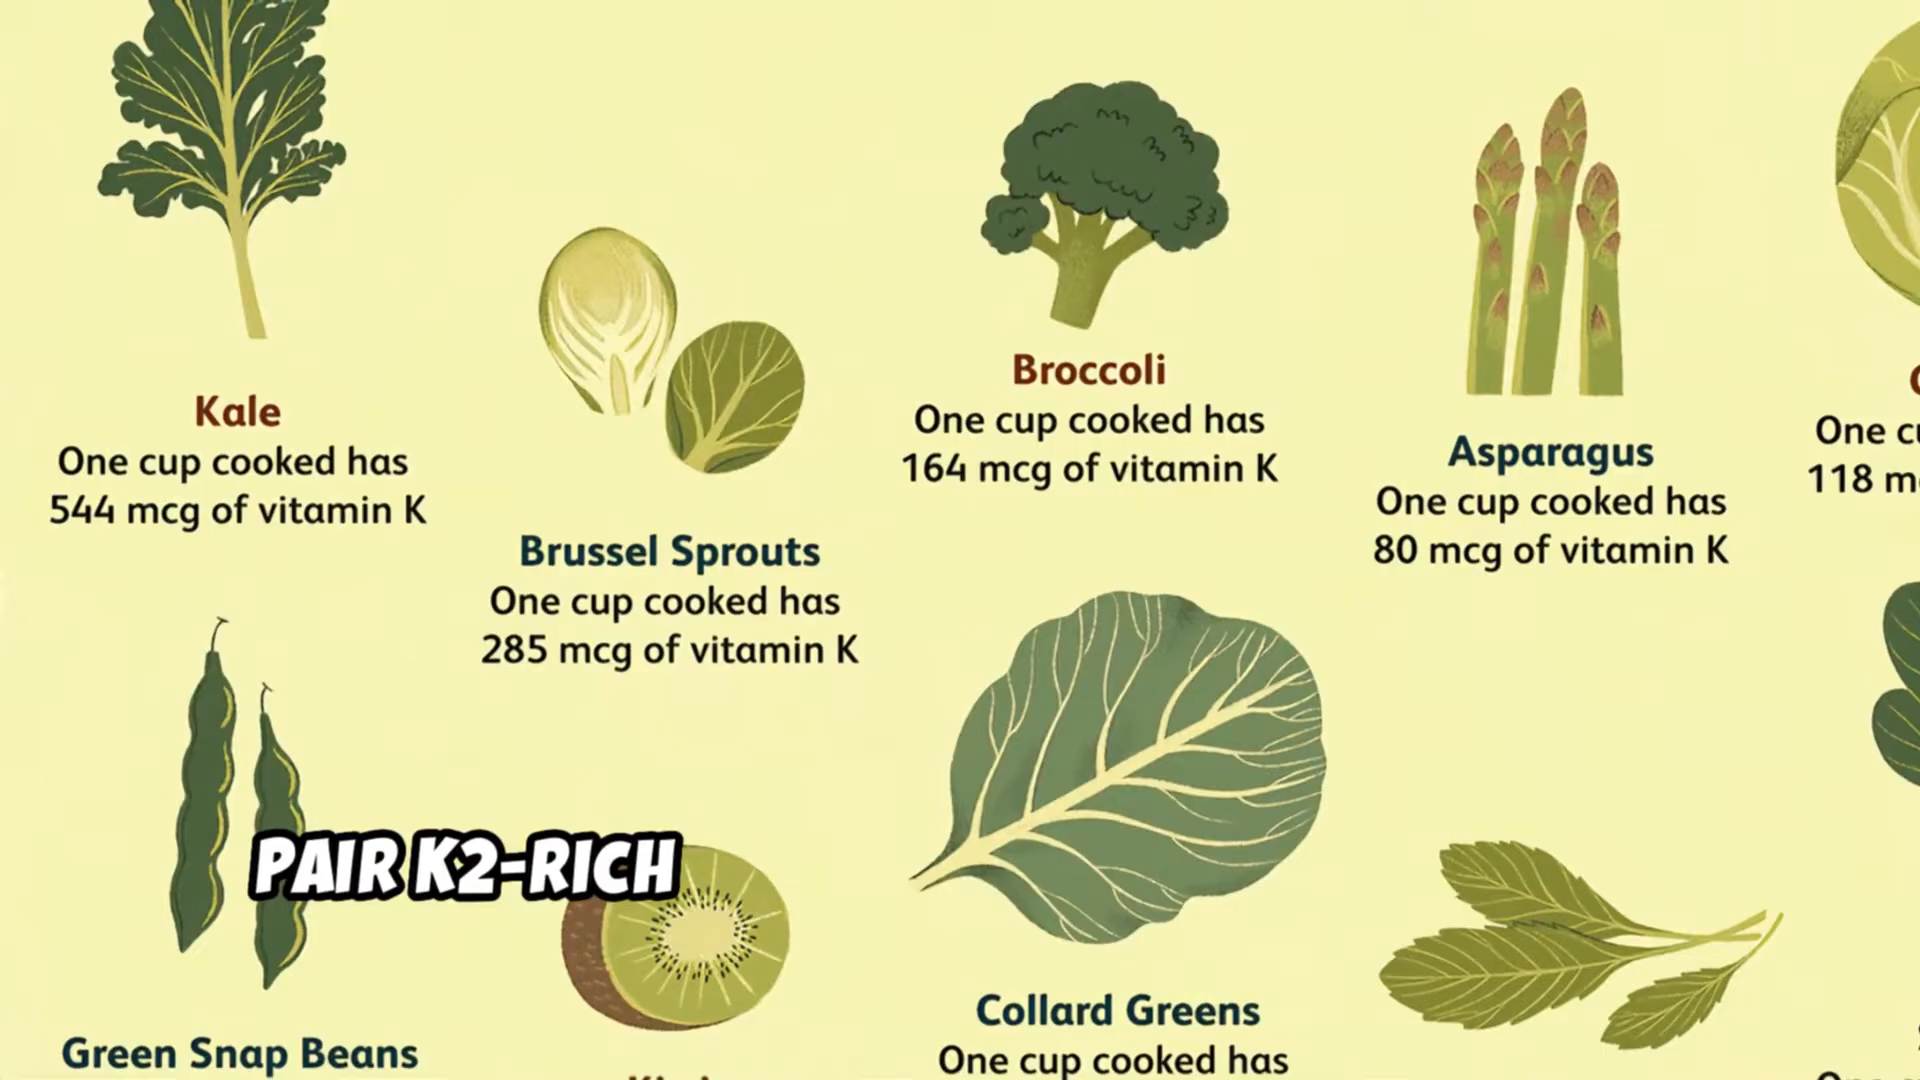 Kale
One cup cooked has
544 mcg of vitamin K
Brussel Sprouts
One cup cooked has
285 mcg of vitamin K
Broccoli
One cup cooked has
164 mcg of vitamin K
Asparagus
One cup cooked has
80 mcg of vitamin K
One
118
PAIR K2-RICH
Green Snap Beans
Collard Greens
One cup cooked has